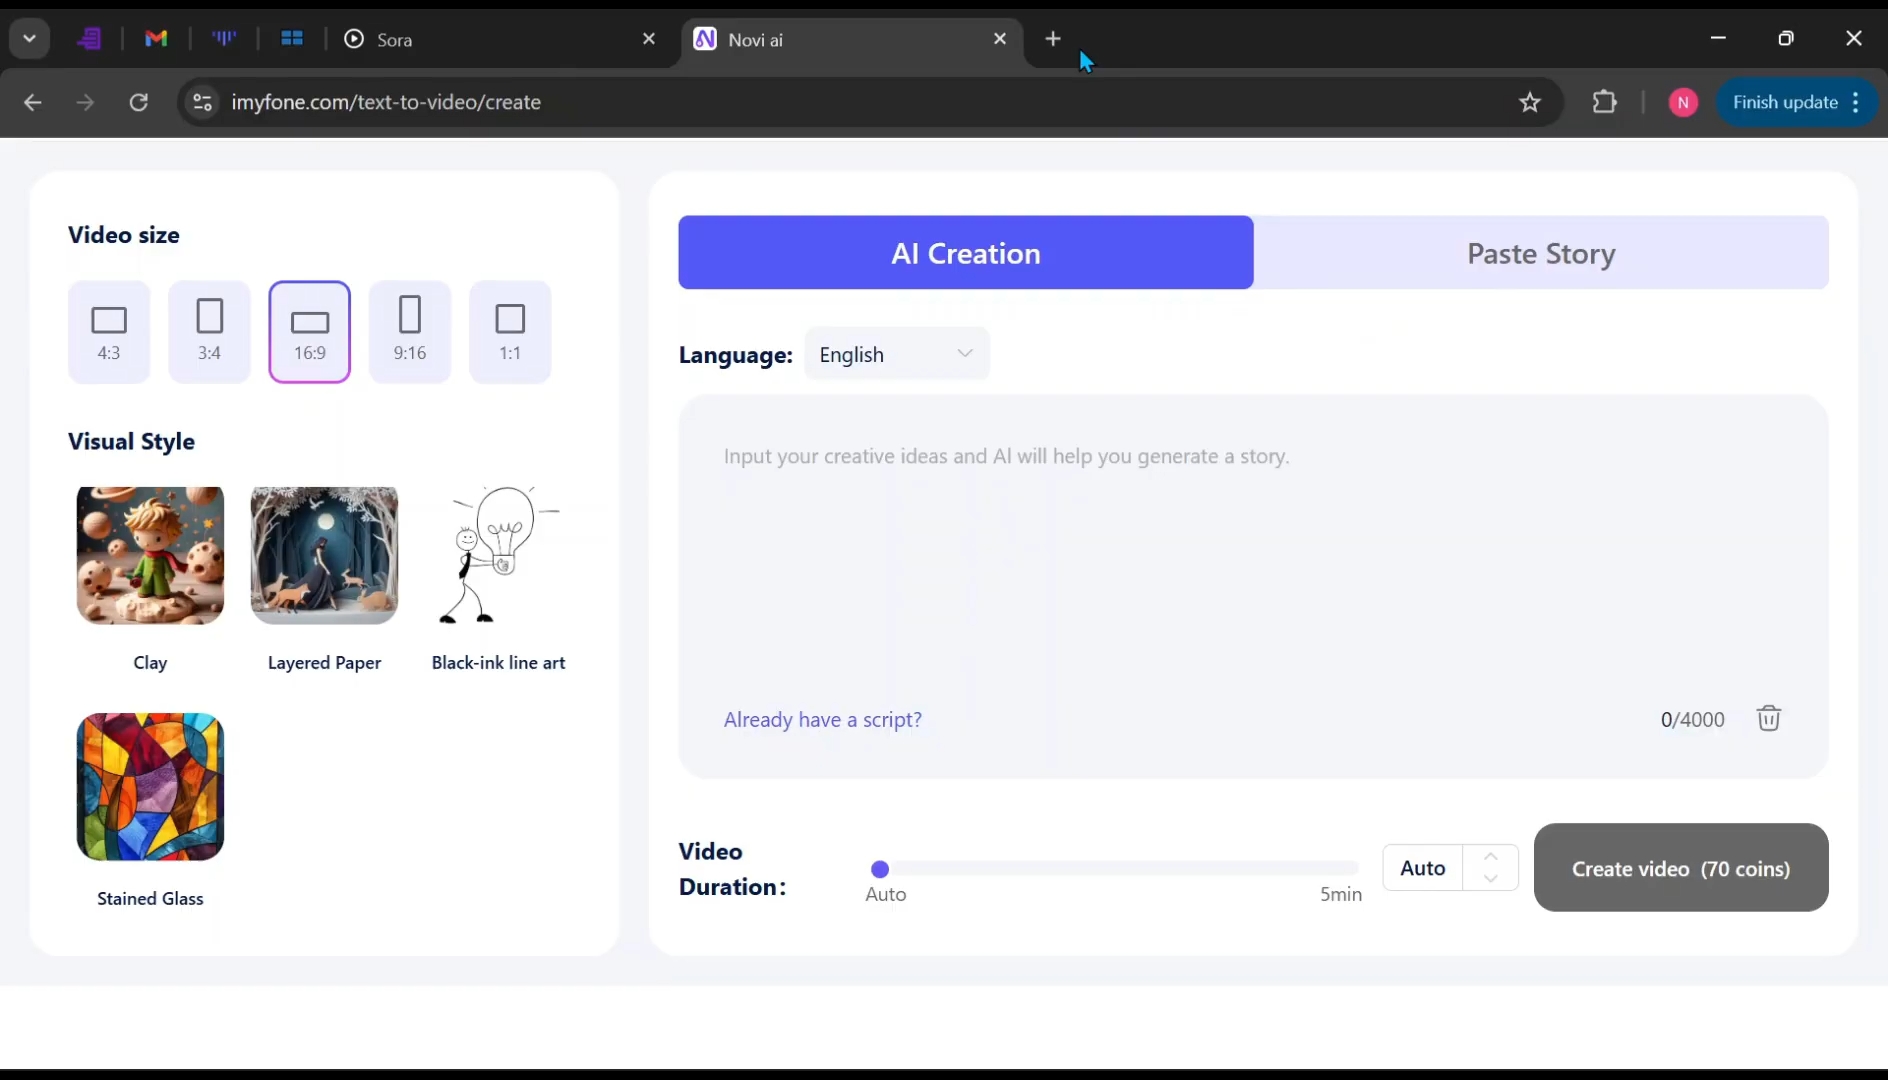 Sora
Novi ai
imyfone.com/text-to-video/create
N
Finish update
Video size
4:3
3:4
16:9
9:16
1:1
Visual Style
Clay
Layered Paper
Black-ink line art
Stained Glass
AI Creation
Paste Story
Language:
English
Input your creative ideas and AI will help you generate a story.
Already have a script?
0/4000
Video
Duration:
Auto
5min
Auto
Create video (70 coins)